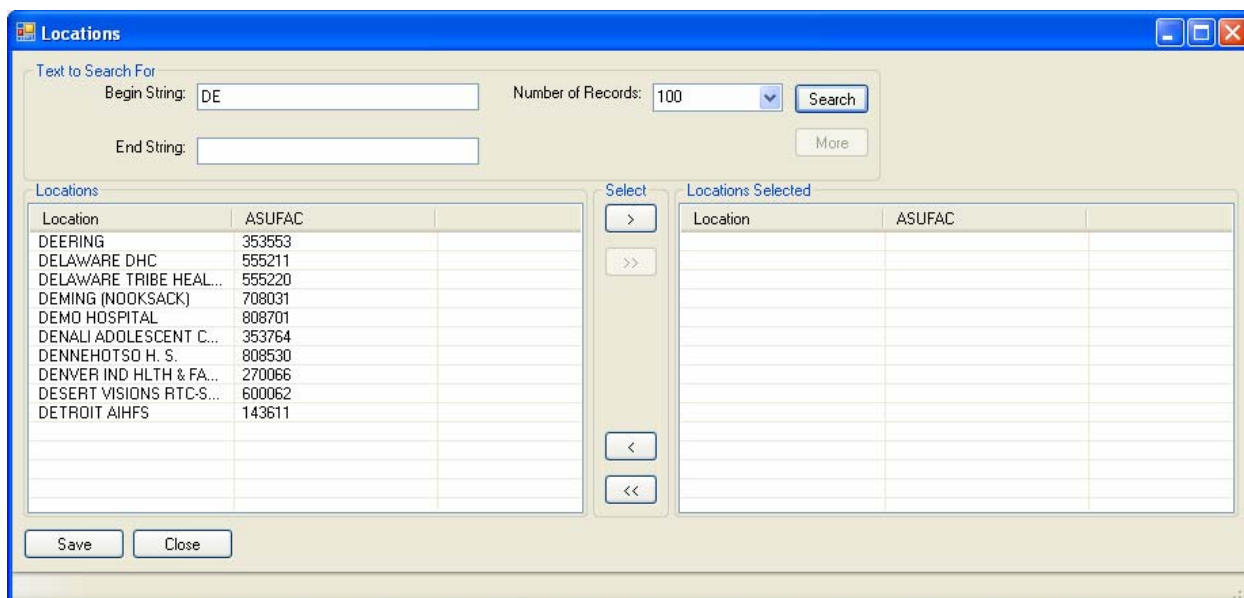 Locations
Text to Search For
Begin String: DE Number of Records: 100 Search
End String: More
Locations Select Locations Selected
Location ASUFAC > Location ASUFAC
DEERING 353553
DELAWARE DHC 555211 >>
DELAWARE TRIBE HEAL... 555220
DEMING (NOOKSACK) 708031
DEMO HOSPITAL 808701
DENALI ADOLESCENT C... 353764
DENNEHOTSO H. S. 808530
DENVER IND HLTH & FA... 270066
DESERT VISIONS RTC-S... 600062
DETROIT AIHFS 143611
<
<<
Save Close